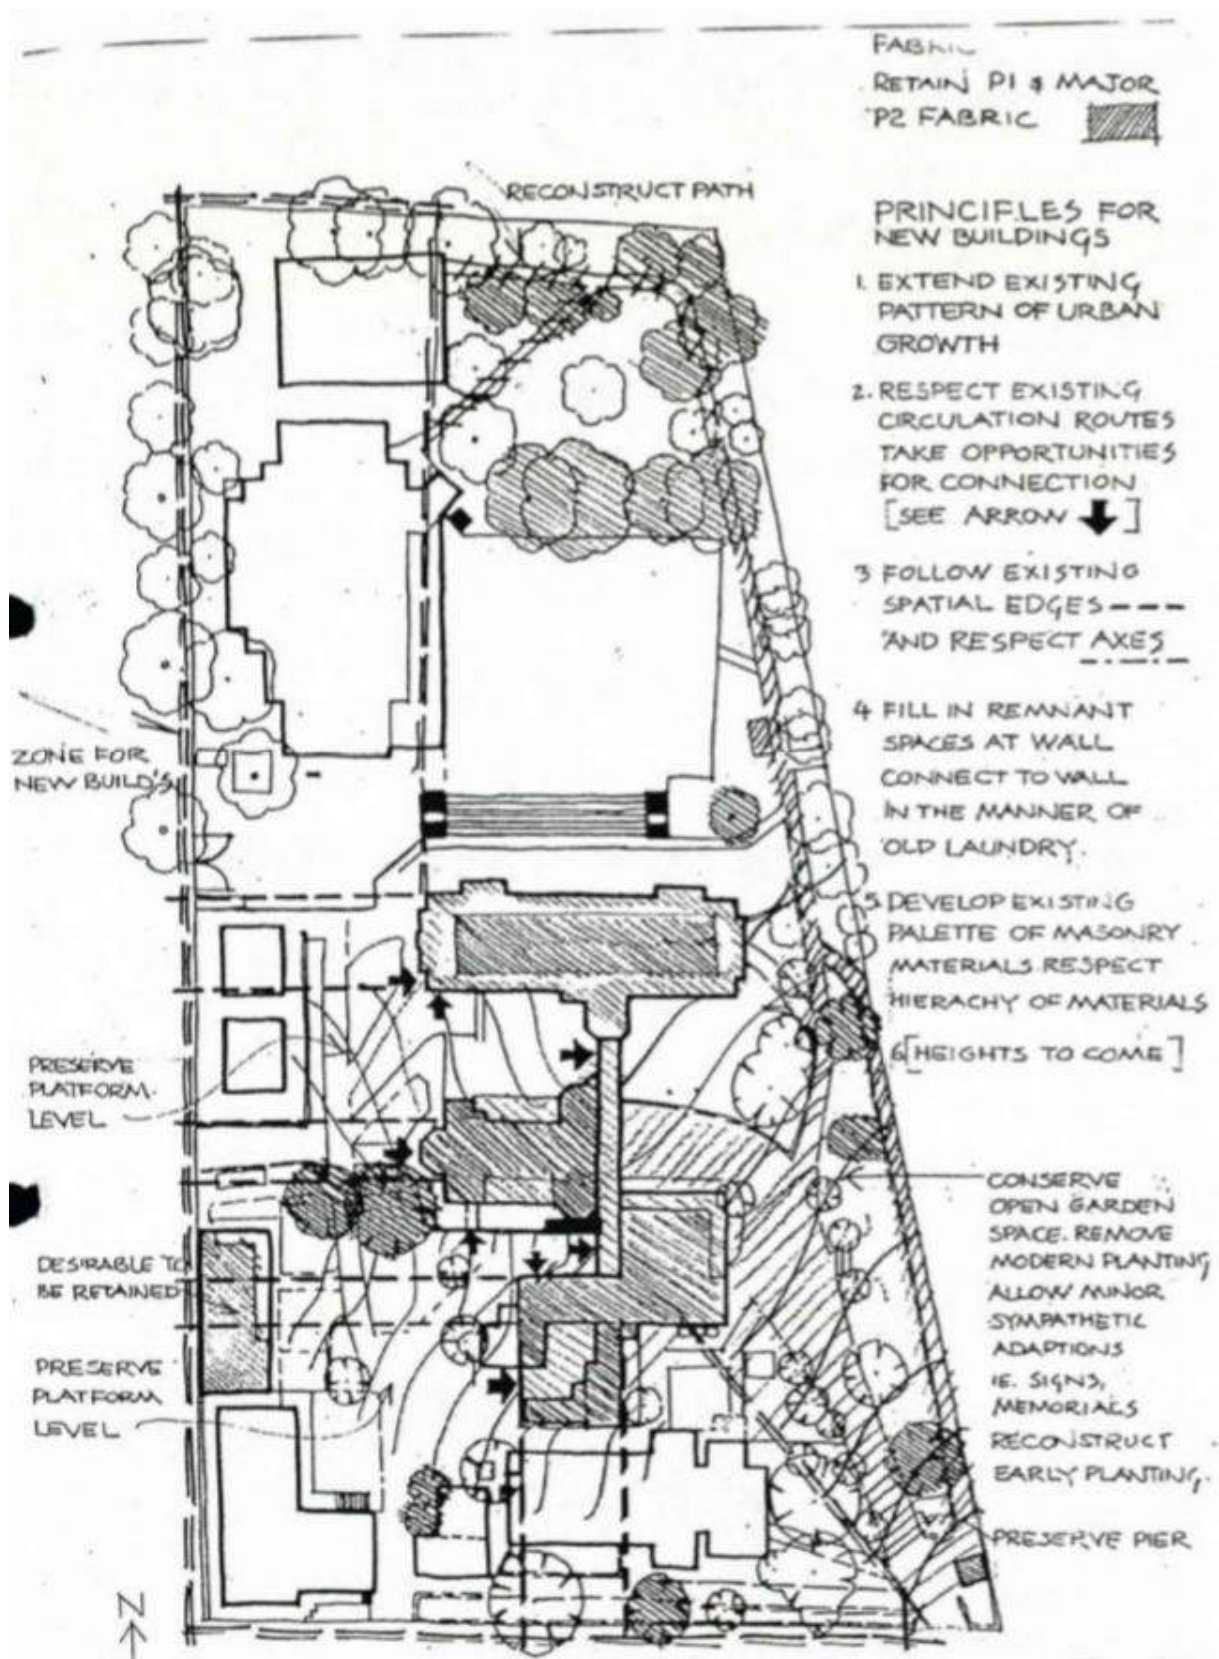 RETAIN P1 & MAJOR
P2 FABRIC
RECONSTRUCT PATH
PRINCIPLES FOR
NEW BUILDINGS
1. EXTEND EXISTING
PATTERN OF URBAN
GROWTH
2. RESPECT EXISTING
CIRCULATION ROUTES
TAKE OPPORTUNITIES
FOR CONNECTION
[SEE ARROW ]
3 FOLLOW EXISTING
SPATIAL EDGES
AND RESPECT AXES
4 FILL IN REMNANT
SPACES AT WALL
CONNECT TO WALL
IN THE MANNER OF
OLD LAUNDRY.
5. DEVELOP EXISTING
PALETTE OF MASONRY
MATERIALS RESPECT
HIERACHY OF MATERIALS
6[HEIGHTS TO COME]
ZONE FOR
NEW BUILD'S
PRESERVE
PLATFORM
LEVEL
DESIRABLE TO
BE RETAINED
PRESERVE
PLATFORM
LEVEL
CONSERVE
OPEN GARDEN
SPACE. REMOVE
MODERN PLANTING,
ALLOW MINOR
SYMPATHETIC
ADAPTIONS
IE. SIGNS,
MEMORIALS
RECONSTRUCT
EARLY PLANTING.
PRESERVE PIER
N